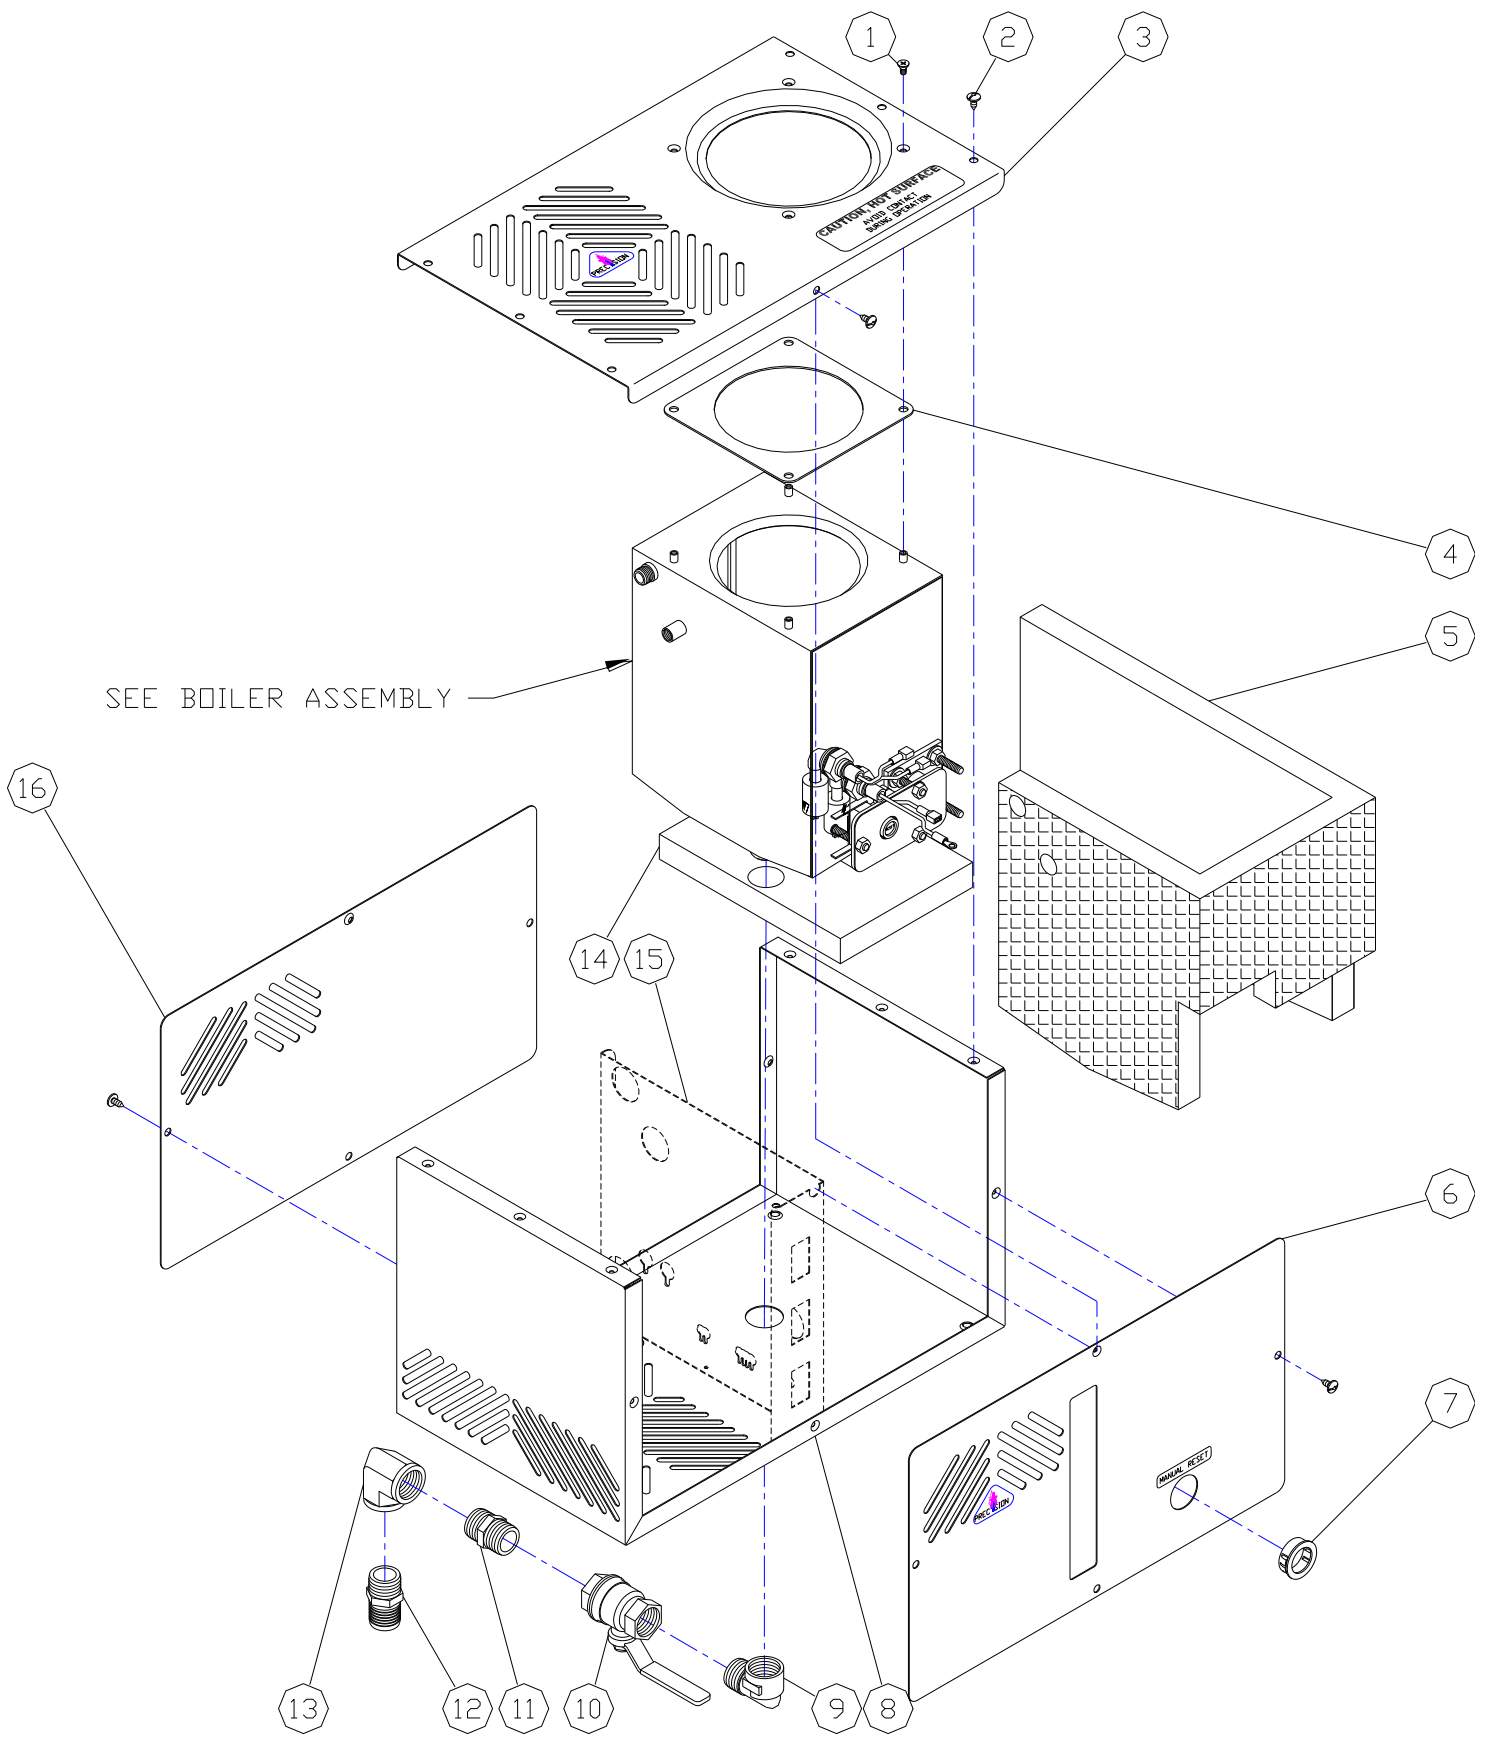 1
2
3
CAUTION, HOT SURFACE
AVOID CONTACT
DURING OPERATION
PRECISION
4
5
SEE BOILER ASSEMBLY
16
14
15
6
7
MANUAL RESET
PRECISION
13
12
11
10
9
8